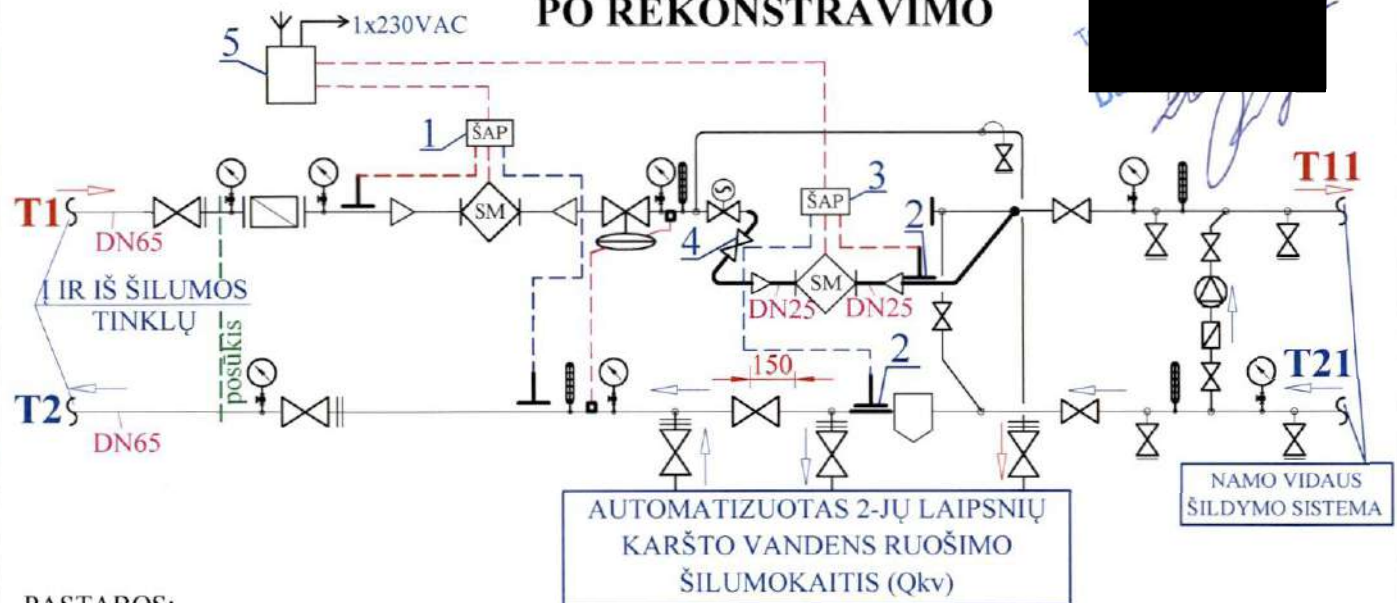 PO REKONSTRAVIMO
1x230VAC
5
1
ŠAP
3
ŠAP
T11
T1
DN65
SM
S
4
2
SM
DN25
DN25
Į IR IŠ ŠILUMOS
TINKLŲ
posūkis
150
2
T21
T2
DN65
NAMO VIDAUS
ŠILDYMO SISTEMA
AUTOMATIZUOTAS 2-JŲ LAIPSNIŲ
KARŠTO VANDENS RUOŠIMO
ŠILUMOKAITIS (Qkv)
PASTABOS: